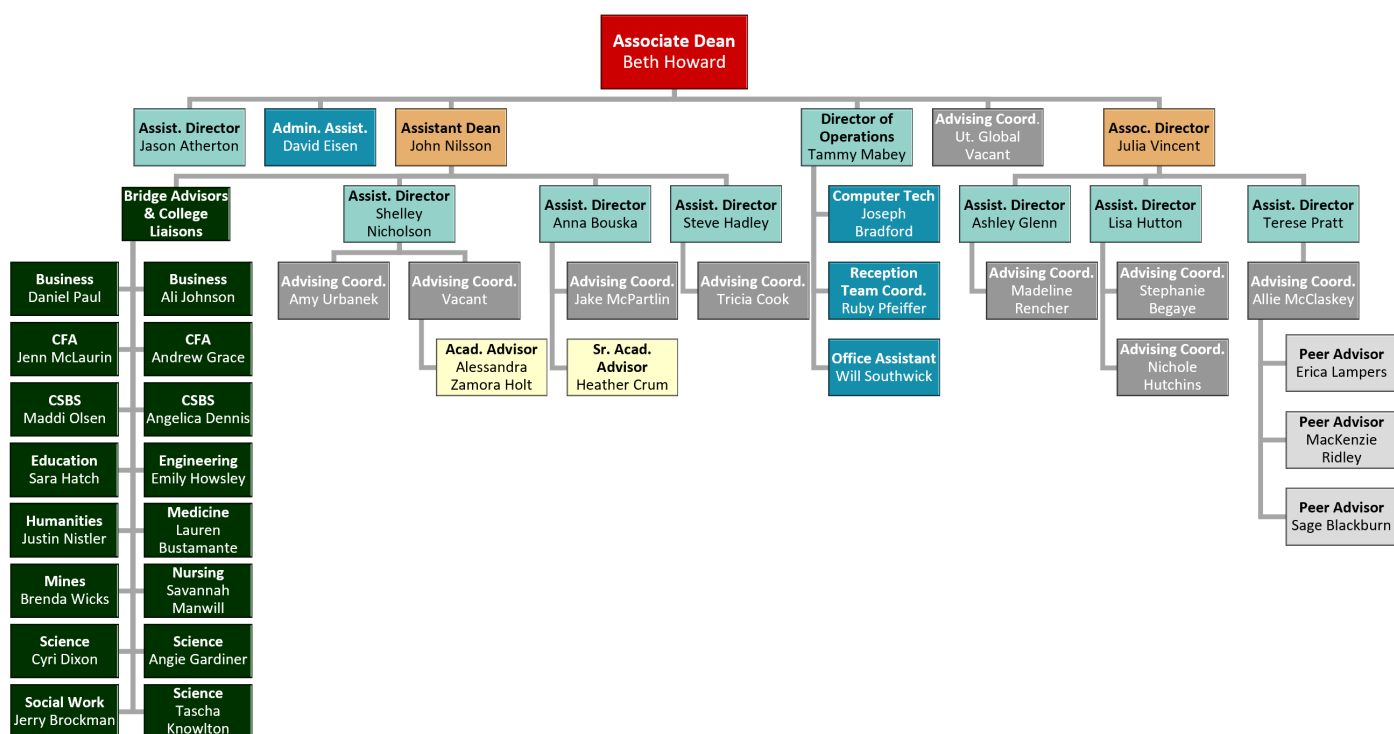 Associate Dean
Beth Howard
Assist. Director
Jason Atherton
Admin. Assist.
David Eisen
Assistant Dean
John Nilsson
Director of
Operations
Tammy Mabey
Advising Coord.
Ut. Global
Vacant
Assoc. Director
Julia Vincent
Bridge Advisors
& College
Liaisons
Assist. Director
Shelley
Nicholson
Assist. Director
Anna Bouska
Assist. Director
Steve Hadley
Computer Tech
Joseph
Bradford
Assist. Director
Ashley Glenn
Assist. Director
Lisa Hutton
Assist. Director
Terese Pratt
Business
Daniel Paul
Business
Ali Johnson
Advising Coord.
Amy Urbanek
Advising Coord.
Vacant
Advising Coord.
Jake McPartlin
Advising Coord.
Tricia Cook
Reception
Team Coord.
Ruby Pfeiffer
Advising Coord.
Madeline
Rencher
Advising Coord.
Stephanie
Begaye
Advising Coord.
Allie McClaskey
CFA
Jenn McLaurin
CFA
Andrew Grace
Acad. Advisor
Alessandra
Zamora Holt
Sr. Acad.
Advisor
Heather Crum
Office Assistant
Will Southwick
Advising Coord.
Nichole
Hutchins
Peer Advisor
Erica Lampers
CSBS
Maddi Olsen
CSBS
Angelica Dennis
Peer Advisor
MacKenzie
Ridley
Education
Sara Hatch
Engineering
Emily Howsley
Peer Advisor
Sage Blackburn
Humanities
Justin Nistler
Medicine
Lauren
Bustamante
Mines
Brenda Wicks
Nursing
Savannah
Manwill
Science
Cyri Dixon
Science
Angie Gardiner
Social Work
Jerry Brockman
Science
Tascha
Knowlton